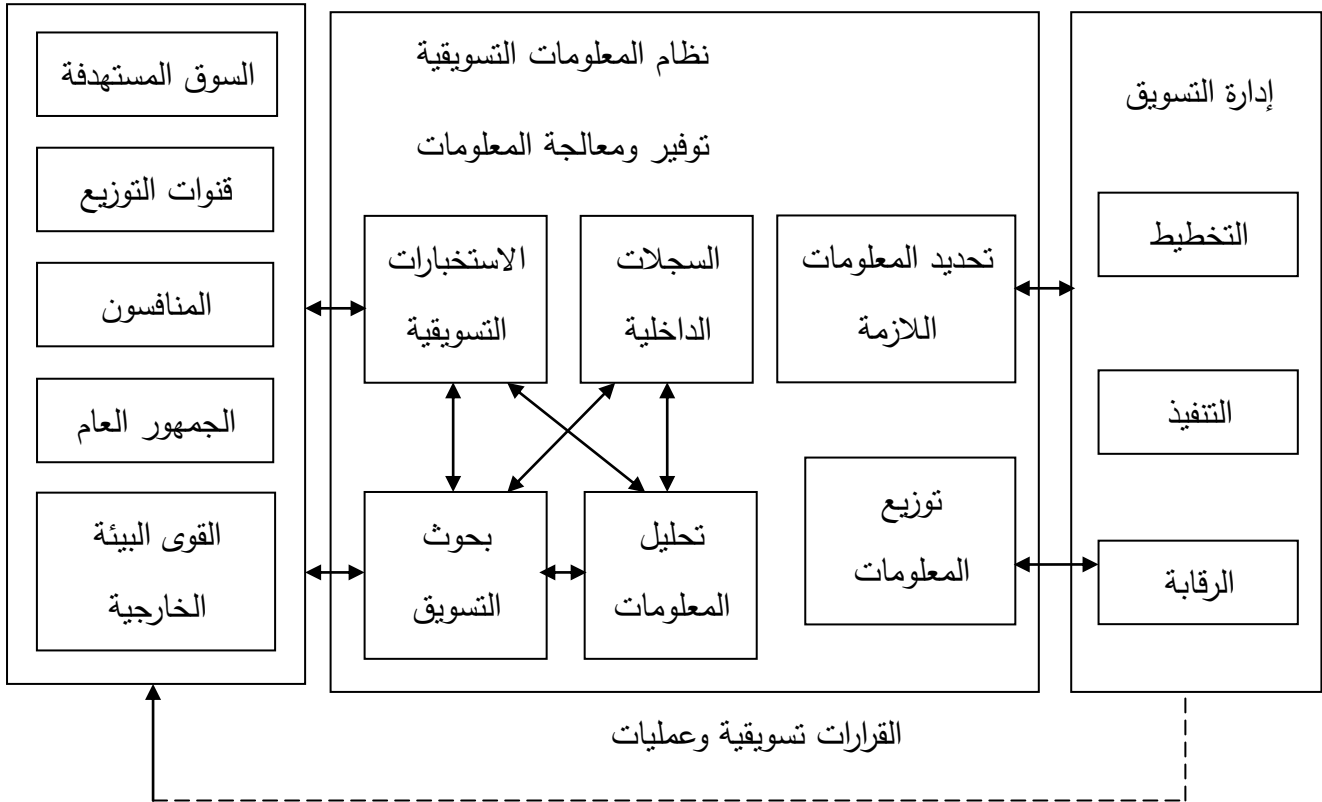 إدارة التسويق
التخطيط
التنفيذ
الرقابة
نظام المعلومات التسويقية
توفير ومعالجة المعلومات
تحديد المعلومات
اللازمة
السجلات
الداخلية
الاستخبارات
التسويقية
توزيع
المعلومات
تحليل
المعلومات
بحوث
التسويق
السوق المستهدفة
قنوات التوزيع
المنافسون
الجمهور العام
القوى البيئة
الخارجية
القرارات تسويقية وعمليات